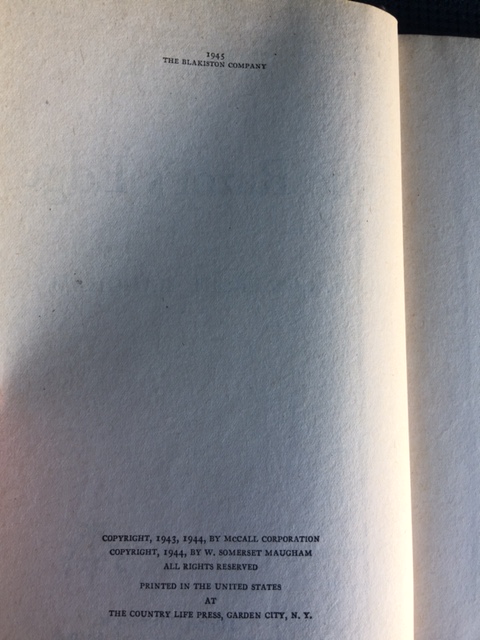 1945
THE BLAKISTON COMPANY
COPYRIGHT, 1943, 1944, BY McCALL CORPORATION
COPYRIGHT, 1944, BY W. SOMERSET MAUGHAM
ALL RIGHTS RESERVED
PRINTED IN THE UNITED STATES
AT
THE COUNTRY LIFE PRESS, GARDEN CITY, N. Y.